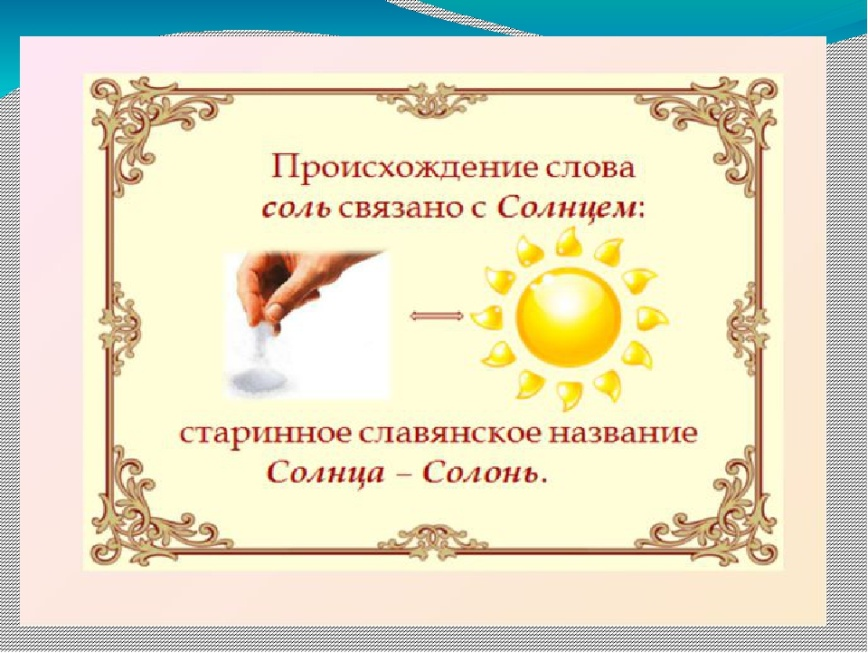 Происхождение слова
соль связано с Солнцем:
старинное славянское название
Солнца – Солонь.